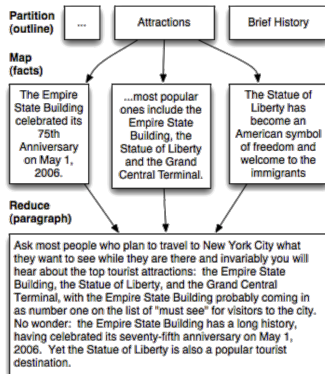 Partition
(outline)
...
Attractions
Brief History
Map
(facts)
The Empire
State Building
celebrated its
75th
Anniversary
on May 1,
2006.
...most popular
ones include the
Empire State
Building, the
Statue of Liberty
and the Grand
Central Terminal.
The Statue of
Liberty has
become an
American symbol
of freedom and
welcome to the
immigrants
Reduce
(paragraph)
Ask most people who plan to travel to New York City what
they want to see while they are there and invariably you will
hear about the top tourist attractions: the Empire State
Building, the Statue of Liberty, and the Grand Central
Terminal, with the Empire State Building probably coming in
as number one on the list of "must see" for visitors to the city.
No wonder: the Empire State Building has a long history,
having celebrated its seventy-fifth anniversary on May 1,
2006. Yet the Statue of Liberty is also a popular tourist
destination.